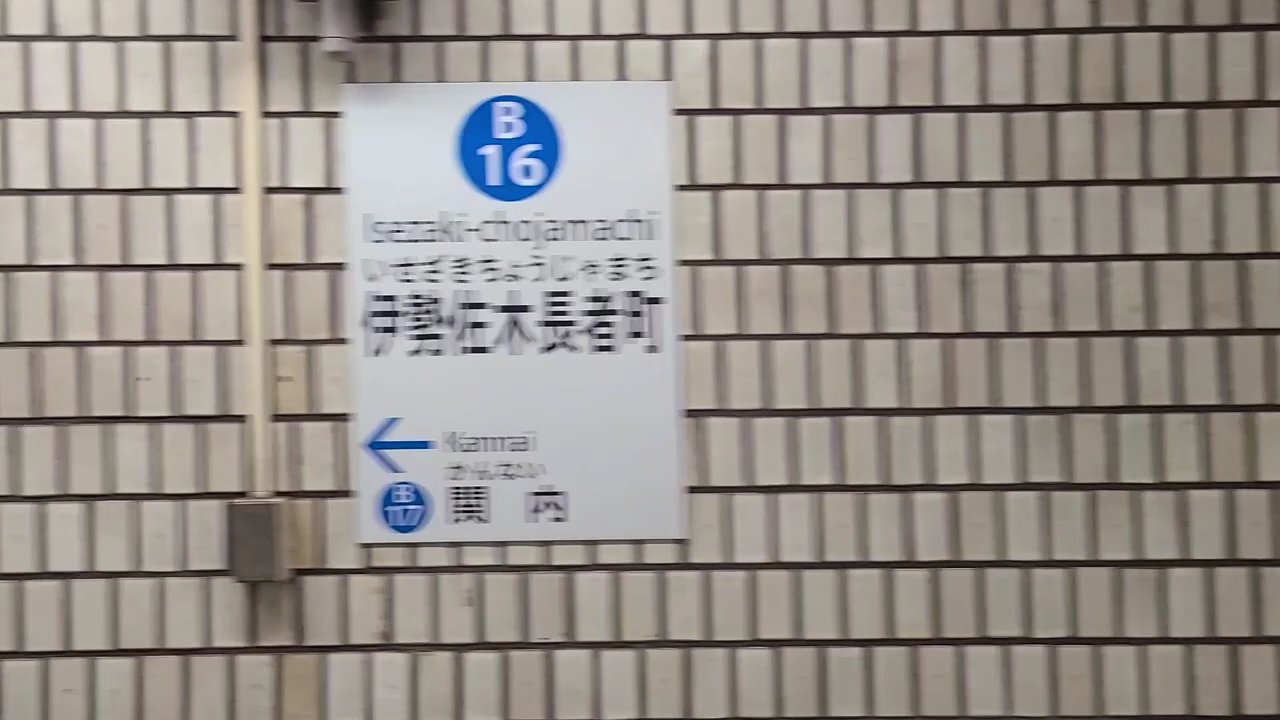 B
16
Isezaki-chojamachi
いせざきちょうじゃまち
伊勢佐木長者町
Kannai
かんない
B
17
関 内